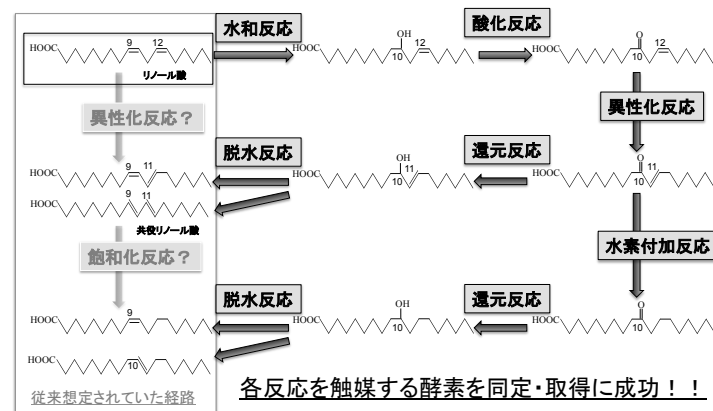 水和反応
酸化反応
HOOC 9 12
リノール酸
HOOC OH 10 12
HOOC O 10 12
異性化反応？
異性化反応
脱水反応
還元反応
HOOC 9 11
HOOC OH 10 11
HOOC O 10 11
HOOC 9 11
共役リノール酸
飽和化反応？
水素付加反応
脱水反応
還元反応
HOOC 9
HOOC OH 10
HOOC O 10
HOOC 10
従来想定されていた経路
各反応を触媒する酵素を同定・取得に成功！！